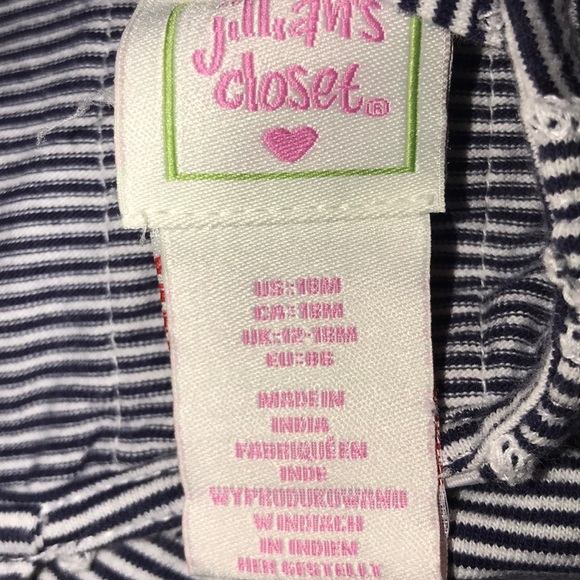 jillian's
closet®
US:18M
CA:18M
UK:12-18M
EU:86
MADE IN
INDIA
FABRIQUÉ EN
INDE
WYPRODUKOWANO
W INDIACH
IN INDIEN
HERGESTELLT